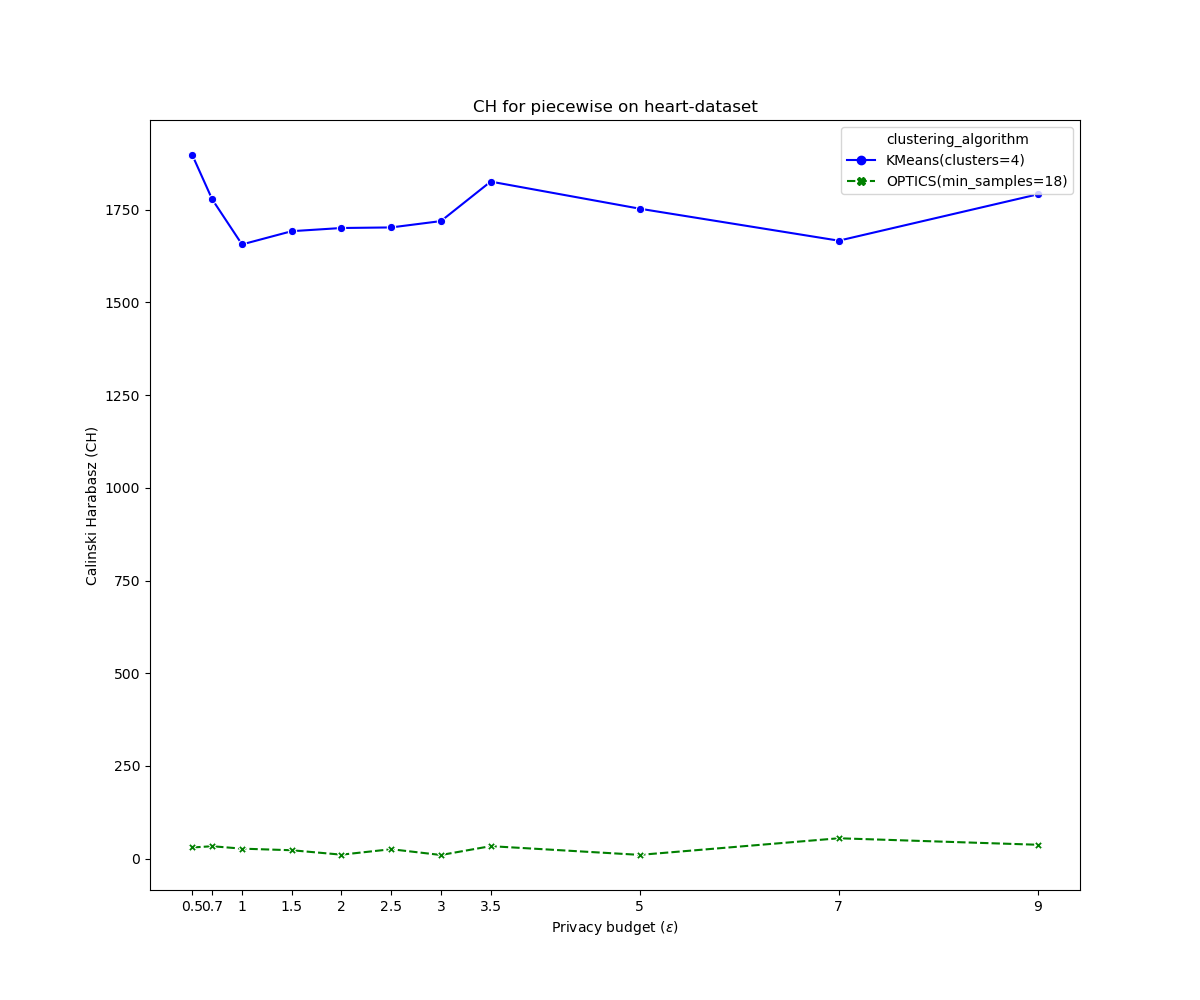 CH for piecewise on heart-dataset
clustering_algorithm
KMeans(clusters=4)
OPTICS(min_samples=18)
1750
1500
1250
1000
750
500
250
0
Calinski Harabasz (CH)
0.5 0.7 1 1.5 2 2.5 3 3.5 5 7 9
Privacy budget (ε)